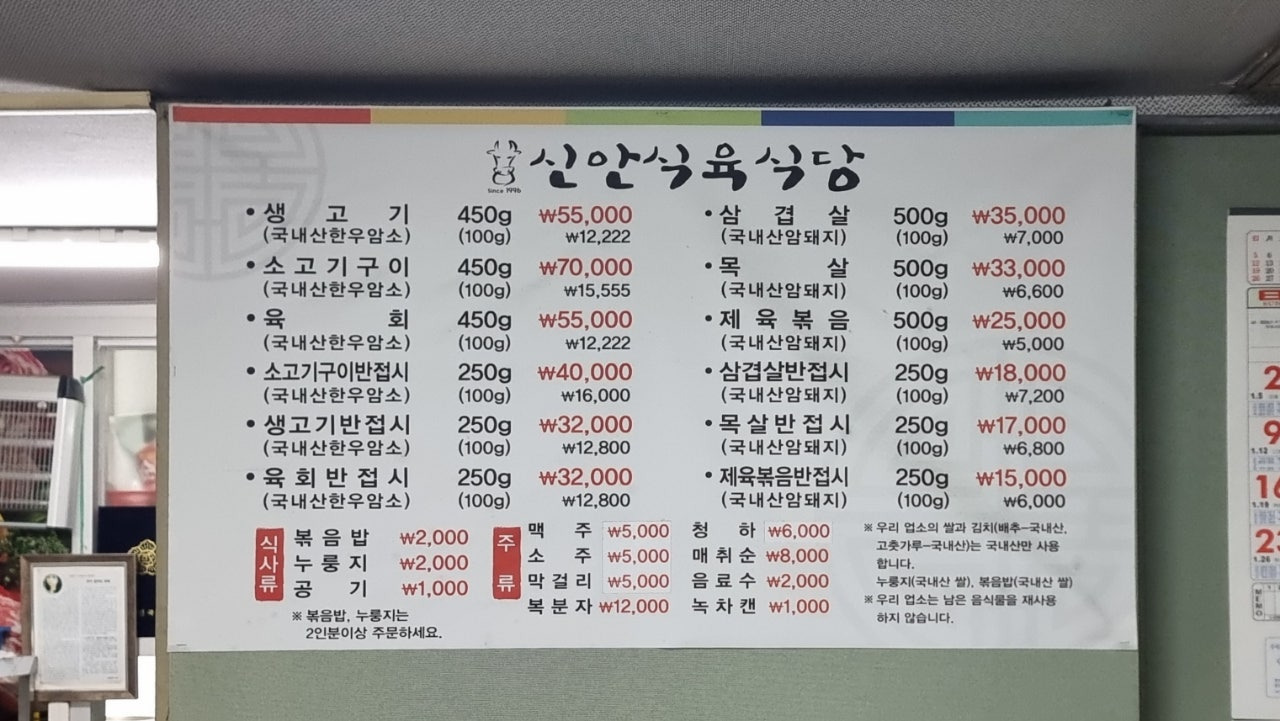 신안식육식당
since 1996
• 생 고 기 450g ₩55,000
(국내산한우암소) (100g) ₩12,222
• 소고기구이 450g ₩70,000
(국내산한우암소) (100g) ₩15,555
• 육 회 450g ₩55,000
(국내산한우암소) (100g) ₩12,222
• 소고기구이반접시 250g ₩40,000
(국내산한우암소) (100g) ₩16,000
• 생고기반접시 250g ₩32,000
(국내산한우암소) (100g) ₩12,800
• 육회반접시 250g ₩32,000
(국내산한우암소) (100g) ₩12,800
• 삼 겹 살 500g ₩35,000
(국내산암돼지) (100g) ₩7,000
• 목 살 500g ₩33,000
(국내산암돼지) (100g) ₩6,600
• 제육볶음 500g ₩25,000
(국내산암돼지) (100g) ₩5,000
• 삼겹살반접시 250g ₩18,000
(국내산암돼지) (100g) ₩7,200
• 목살반접시 250g ₩17,000
(국내산암돼지) (100g) ₩6,800
• 제육볶음반접시 250g ₩15,000
(국내산암돼지) (100g) ₩6,000
식사류
볶음밥 ₩2,000
누룽지 ₩2,000
공 기 ₩1,000
※ 볶음밥, 누룽지는
2인분이상 주문하세요.
주류
맥 주 ₩5,000
소 주 ₩5,000
막걸리 ₩5,000
복분자 ₩12,000
청 하 ₩6,000
매취순 ₩8,000
음료수 ₩2,000
녹차캔 ₩1,000
※ 우리 업소의 쌀과 김치(배추-국내산,
고춧가루-국내산)는 국내산만 사용
합니다.
누룽지(국내산 쌀), 볶음밥(국내산 쌀)
※ 우리 업소는 남은 음식물을 재사용
하지 않습니다.
2
1.5
9
1.12
16
1.19
23
1.26
MEMO